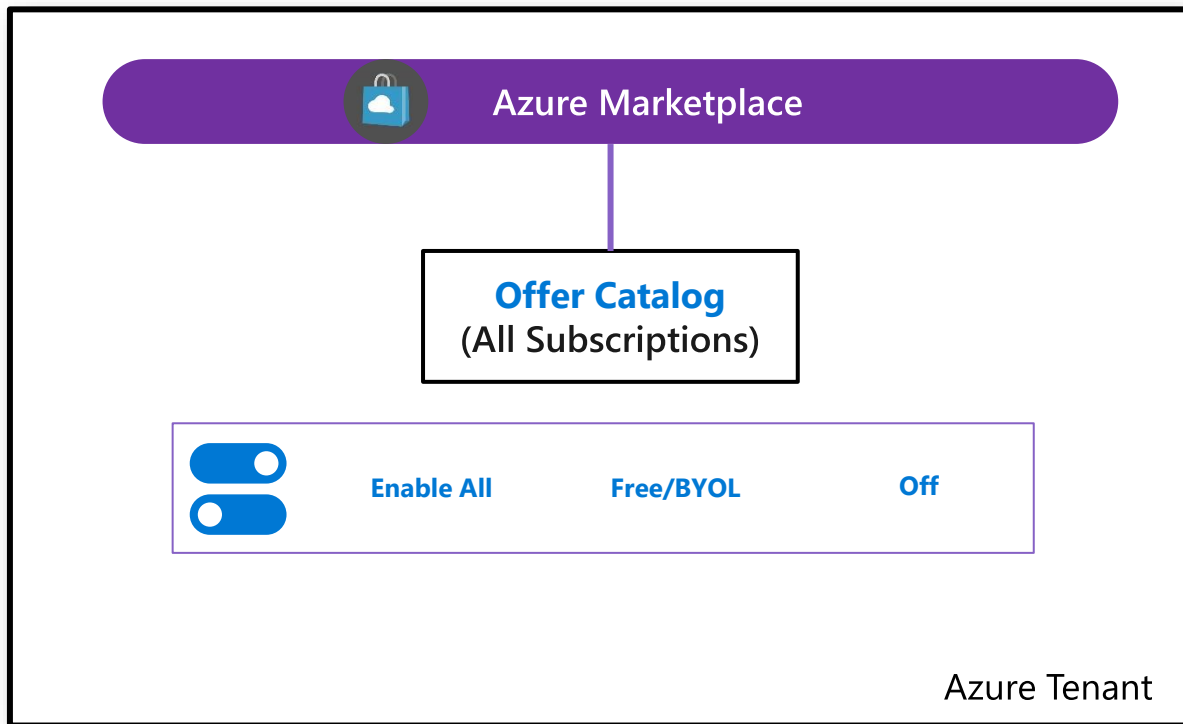 Azure Marketplace
Offer Catalog
(All Subscriptions)
Enable All
Free/BYOL
Off
Azure Tenant